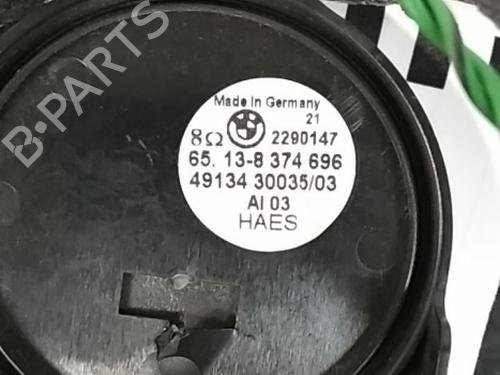 B-PARTS
Made in Germany
21
8Ω 2290147
65. 13-8 374 696
49134 30035/03
AI 03
HAES